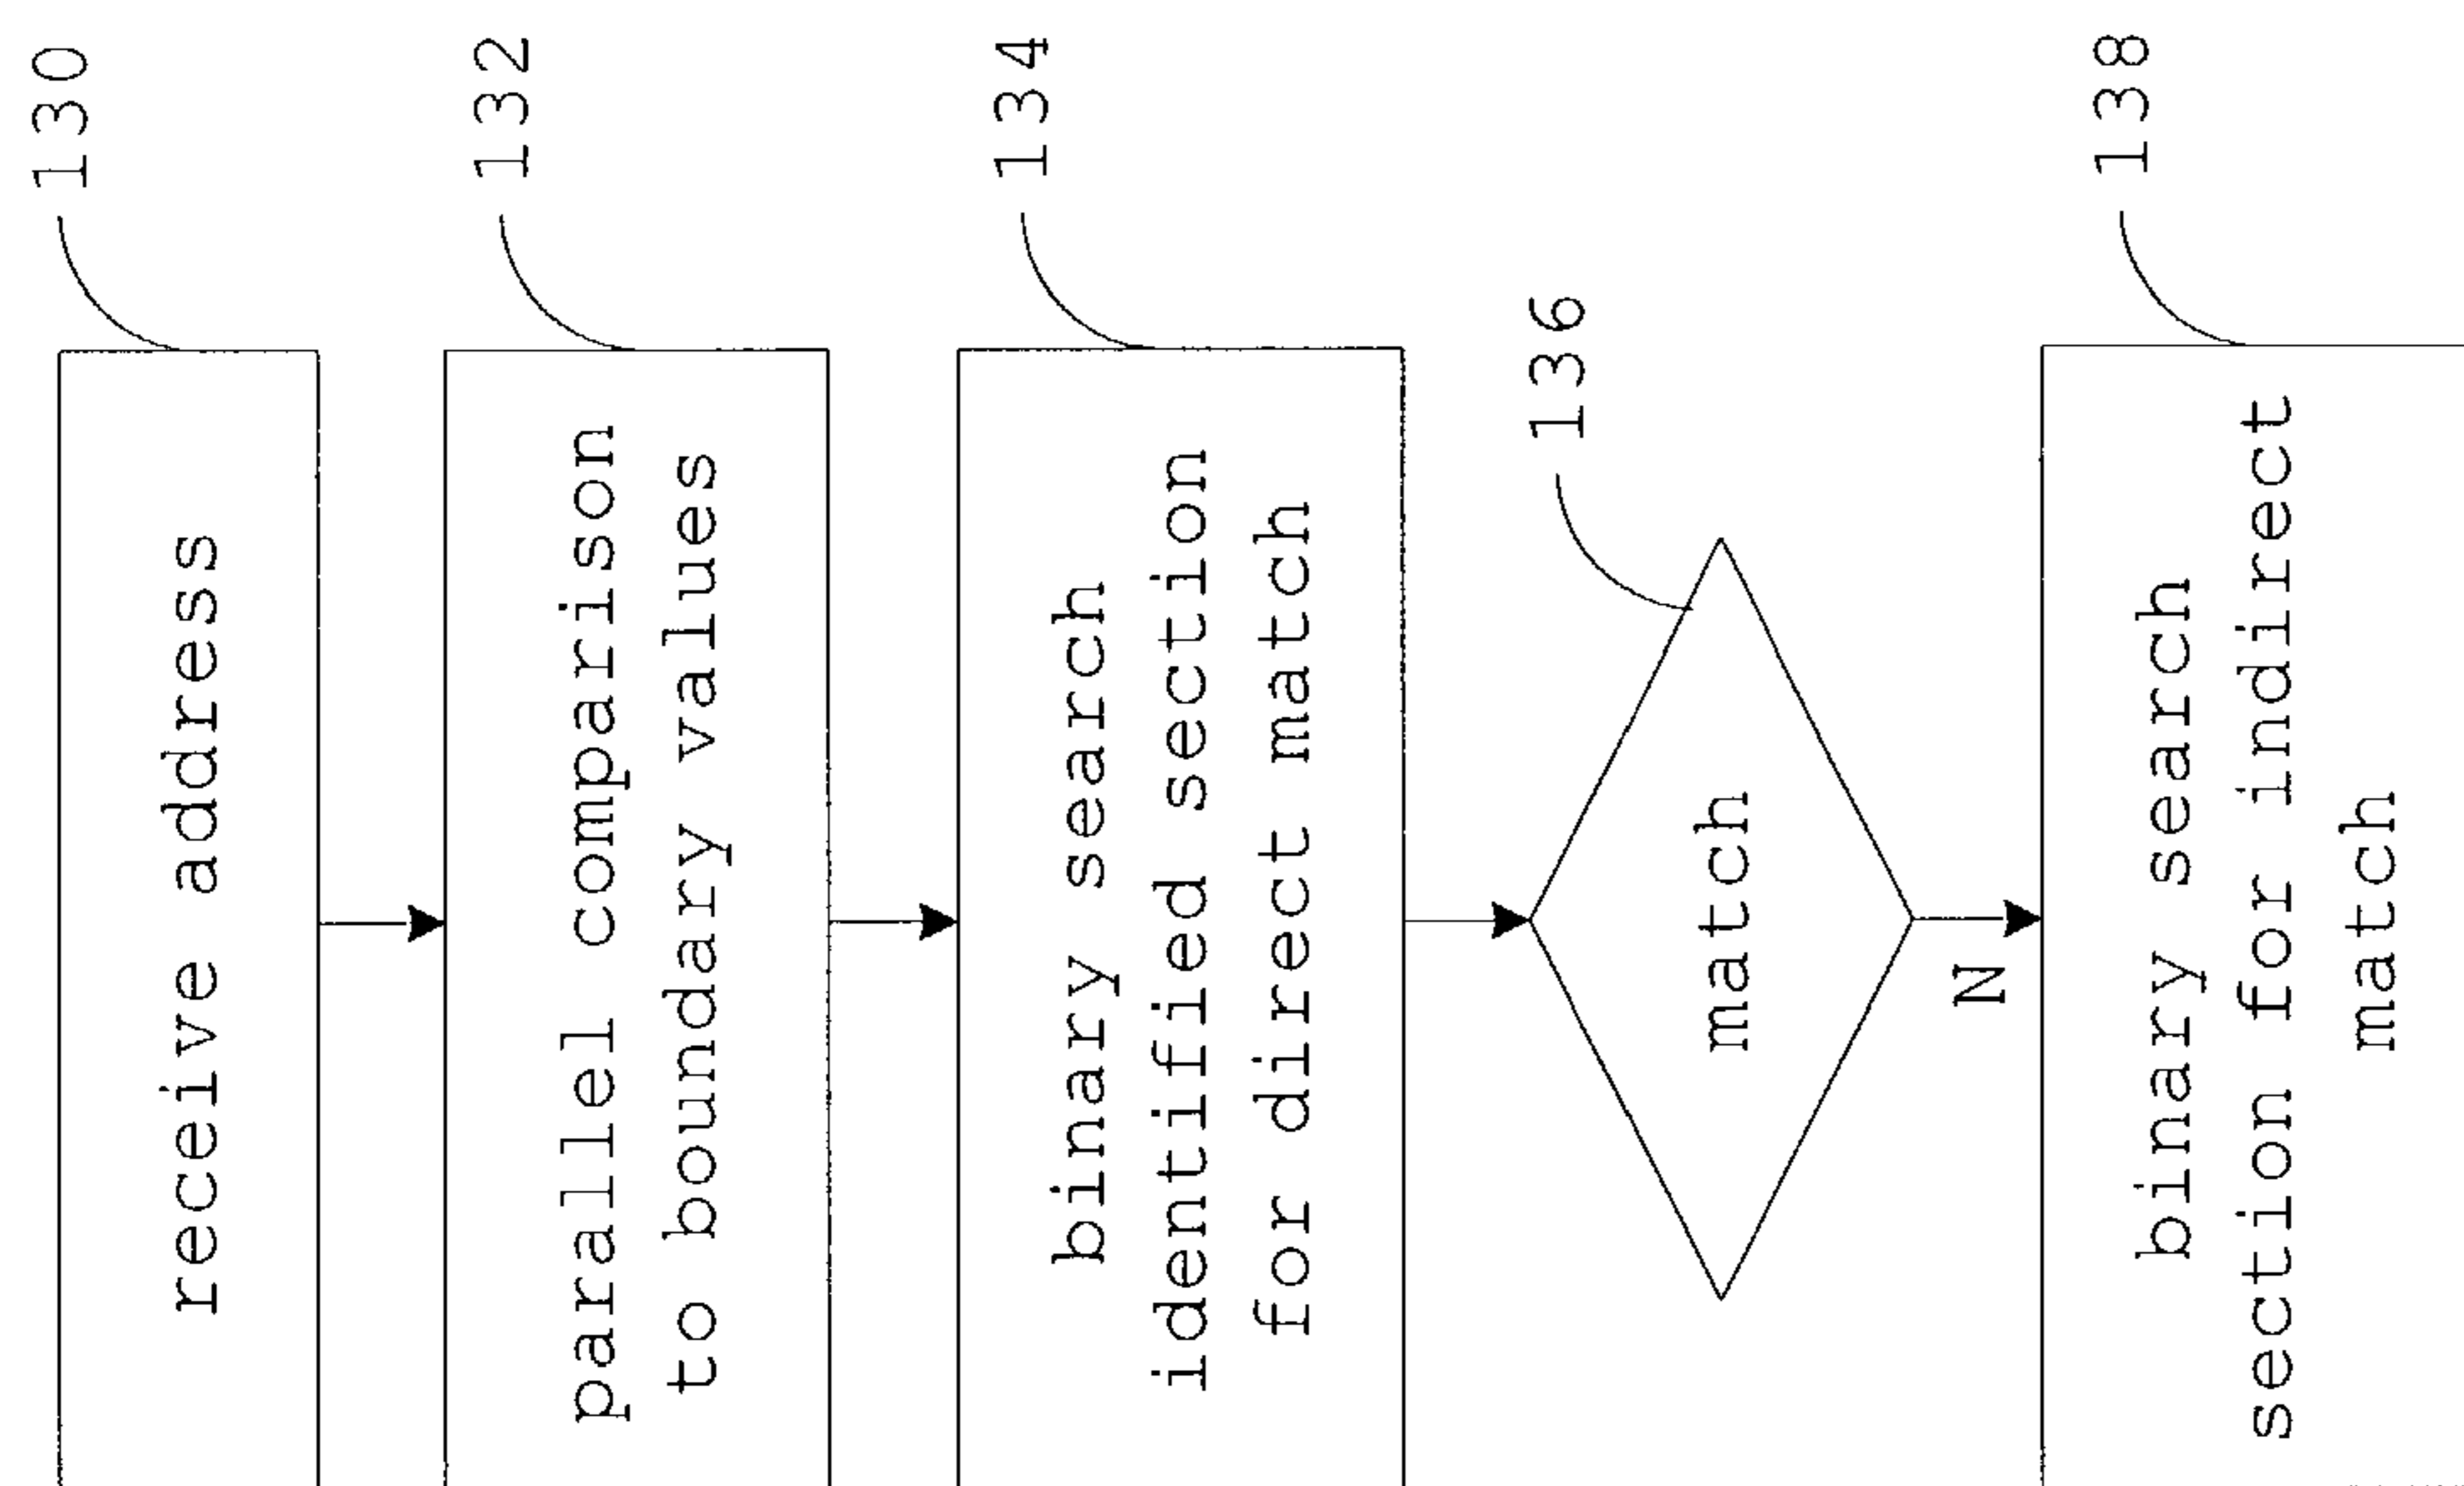 130
receive address
132
parallel comparison
to boundary values
134
binary search
identified section
for direct match
136
match
N
138
binary search
section for indirect
match